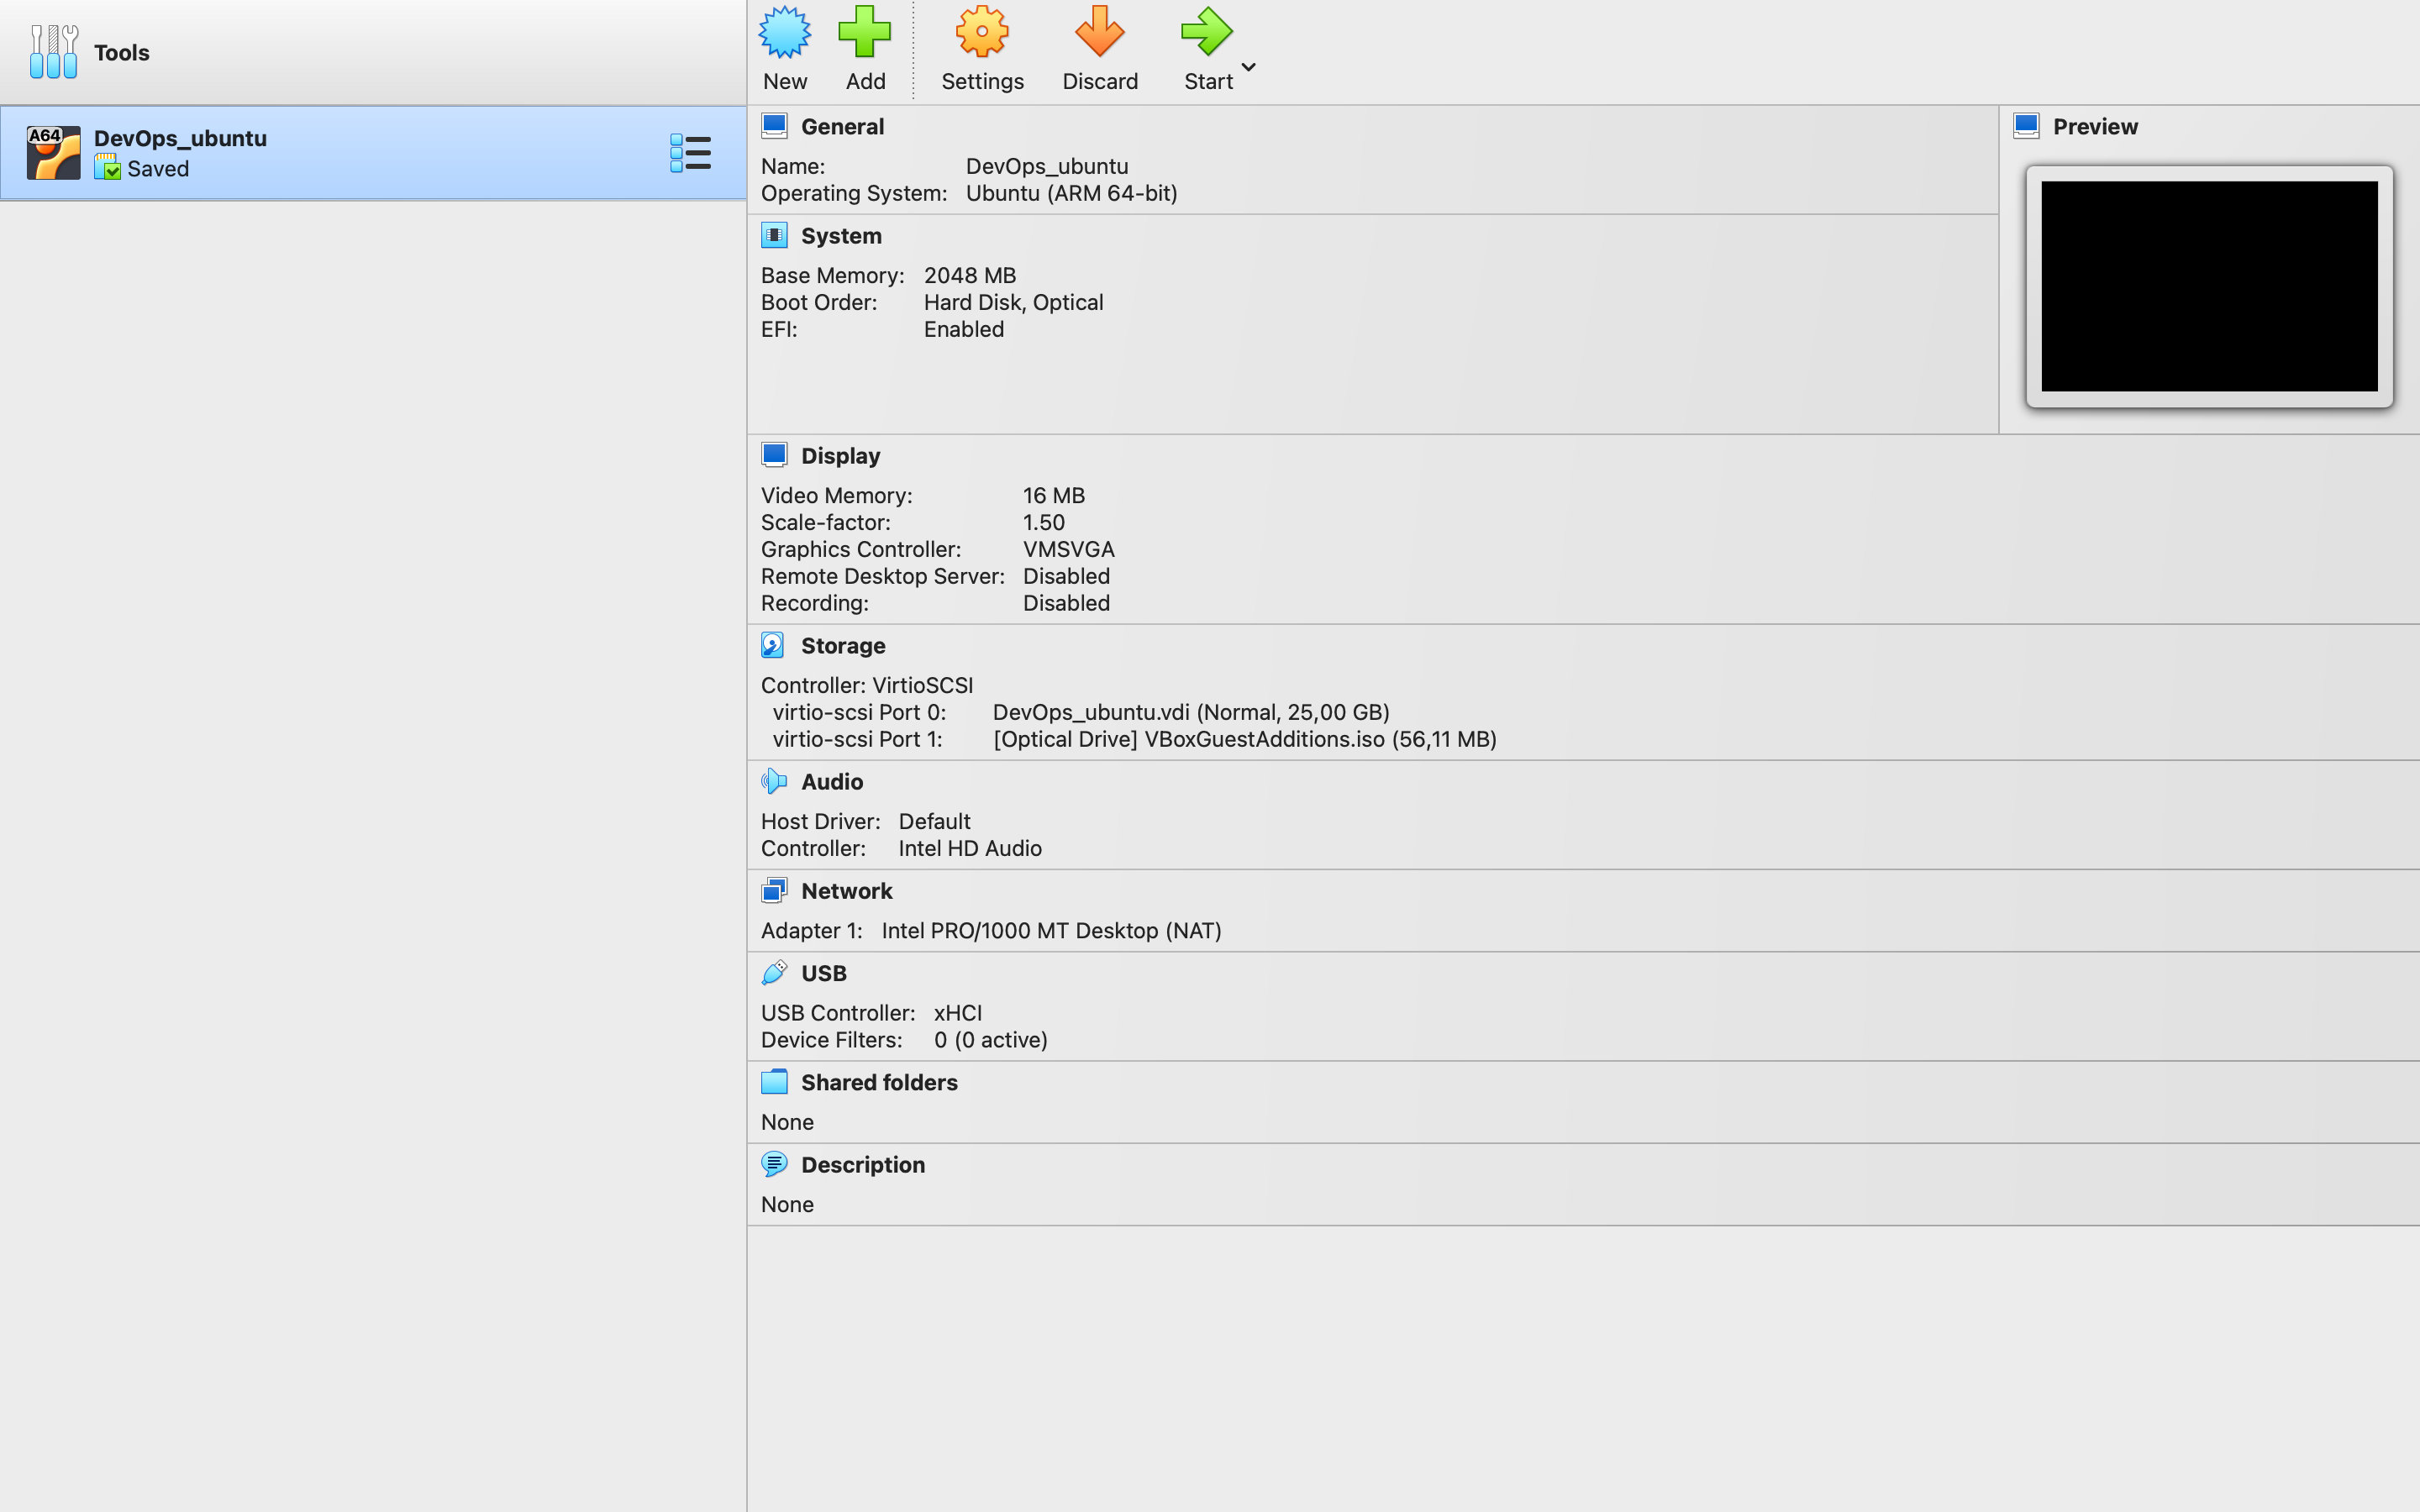 Tools
New
Add
Settings
Discard
Start
A64
DevOps_ubuntu
Saved
General
Name: DevOps_ubuntu
Operating System: Ubuntu (ARM 64-bit)
Preview
System
Base Memory: 2048 MB
Boot Order: Hard Disk, Optical
EFI: Enabled
Display
Video Memory: 16 MB
Scale-factor: 1.50
Graphics Controller: VMSVGA
Remote Desktop Server: Disabled
Recording: Disabled
Storage
Controller: VirtioSCSI
virtio-scsi Port 0: DevOps_ubuntu.vdi (Normal, 25,00 GB)
virtio-scsi Port 1: [Optical Drive] VBoxGuestAdditions.iso (56,11 MB)
Audio
Host Driver: Default
Controller: Intel HD Audio
Network
Adapter 1: Intel PRO/1000 MT Desktop (NAT)
USB
USB Controller: xHCI
Device Filters: 0 (0 active)
Shared folders
None
Description
None